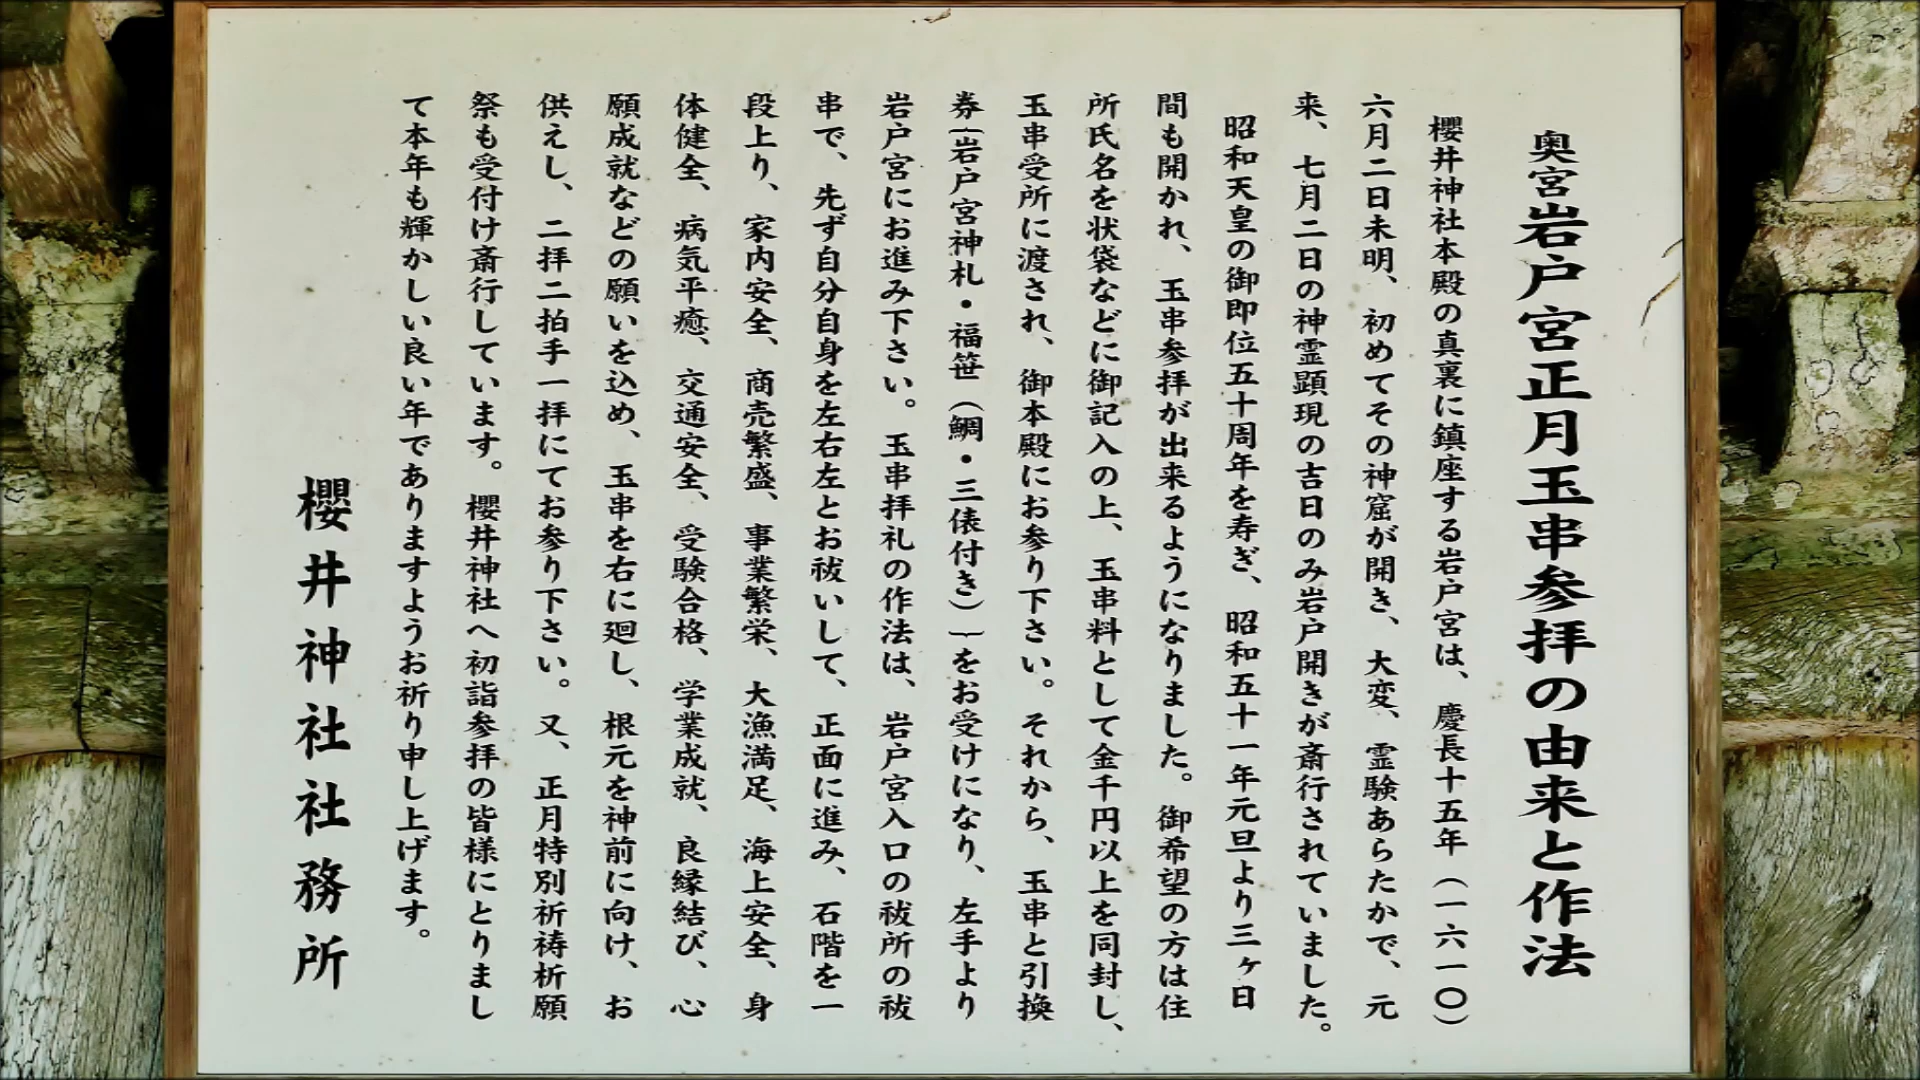 奥宮岩戸宮正月玉串参拝の由来と作法
櫻井神社本殿の真裏に鎮座する岩戸宮は、慶長十五年(一六一〇)
六月二日未明、初めてその神窟が開き、大変、霊験あらたかで、元
来、七月二日の神霊顕現の吉日のみ岩戸開きが斎行されていました。
昭和天皇の御即位五十周年を寿ぎ、昭和五十一年元旦より三ヶ日
間も開かれ、玉串参拝が出来るようになりました。御希望の方は住
所氏名を状袋などに御記入の上、玉串料として金千円以上を同封し、
玉串受所に渡され、御本殿にお参り下さい。それから、玉串と引換
券{岩戸宮神札・福笹(鯛・三俵付き)}をお受けになり、左手より
岩戸宮にお進み下さい。玉串拝礼の作法は、岩戸宮入口の祓所の祓
串で、先ず自分自身を左右左とお祓いして、正面に進み、石階を一
段上り、家内安全、商売繁盛、事業繁栄、大漁満足、海上安全、身
体健全、病気平癒、交通安全、受験合格、学業成就、良縁結び、心
願成就などの願いを込め、玉串を右に廻し、根元を神前に向け、お
供えし、二拝二拍手一拝にてお参り下さい。又、正月特別祈祷祈願
祭も受付け斎行しています。櫻井神社へ初詣参拝の皆様にとりまし
て本年も輝かしい良い年でありますようお祈り申し上げます。
櫻井神社社務所